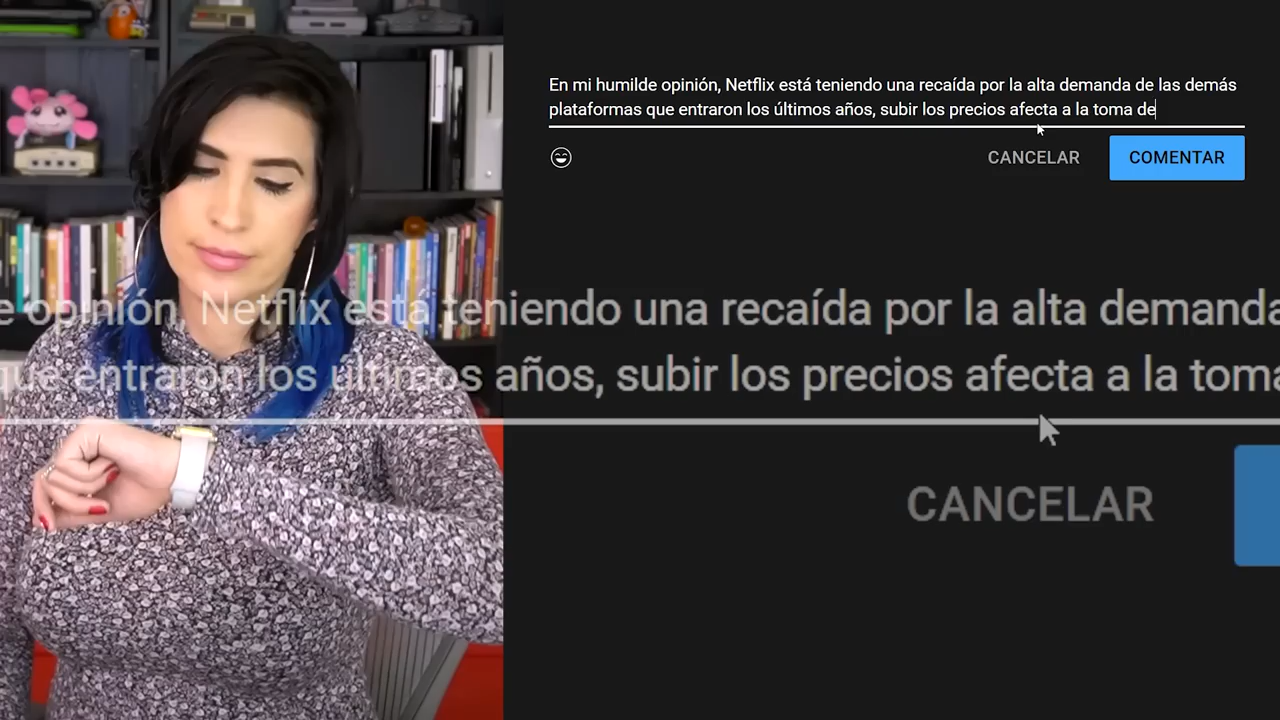 En mi humilde opinión, Netflix está teniendo una recaída por la alta demanda de las demás
plataformas que entraron los últimos años, subir los precios afecta a la toma de
CANCELAR
COMENTAR
e opinión, Netflix está teniendo una recaída por la alta demanda
que entraron los últimos años, subir los precios afecta a la toma
CANCELAR